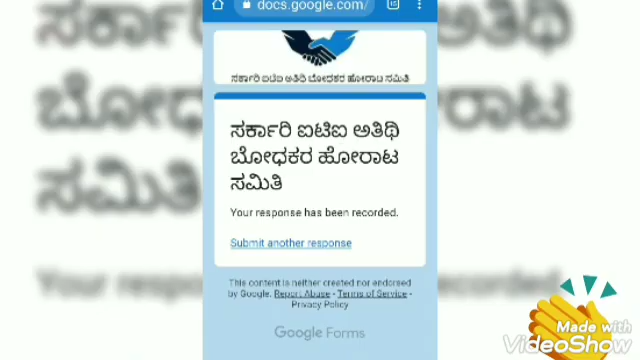 docs.google.com/
ಸರ್ಕಾರಿ ಐಟಿಐ ಅತಿಥಿ ಬೋಧಕರ ಹೋರಾಟ ಸಮಿತಿ
ಸರ್ಕಾರಿ ಐಟಿಐ ಅತಿಥಿ
ಬೋಧಕರ ಹೋರಾಟ
ಸಮಿತಿ
Your response has been recorded.
Submit another response
This content is neither created nor endorsed
by Google. Report Abuse - Terms of Service -
Privacy Policy
Google Forms
Made with
VideoShow